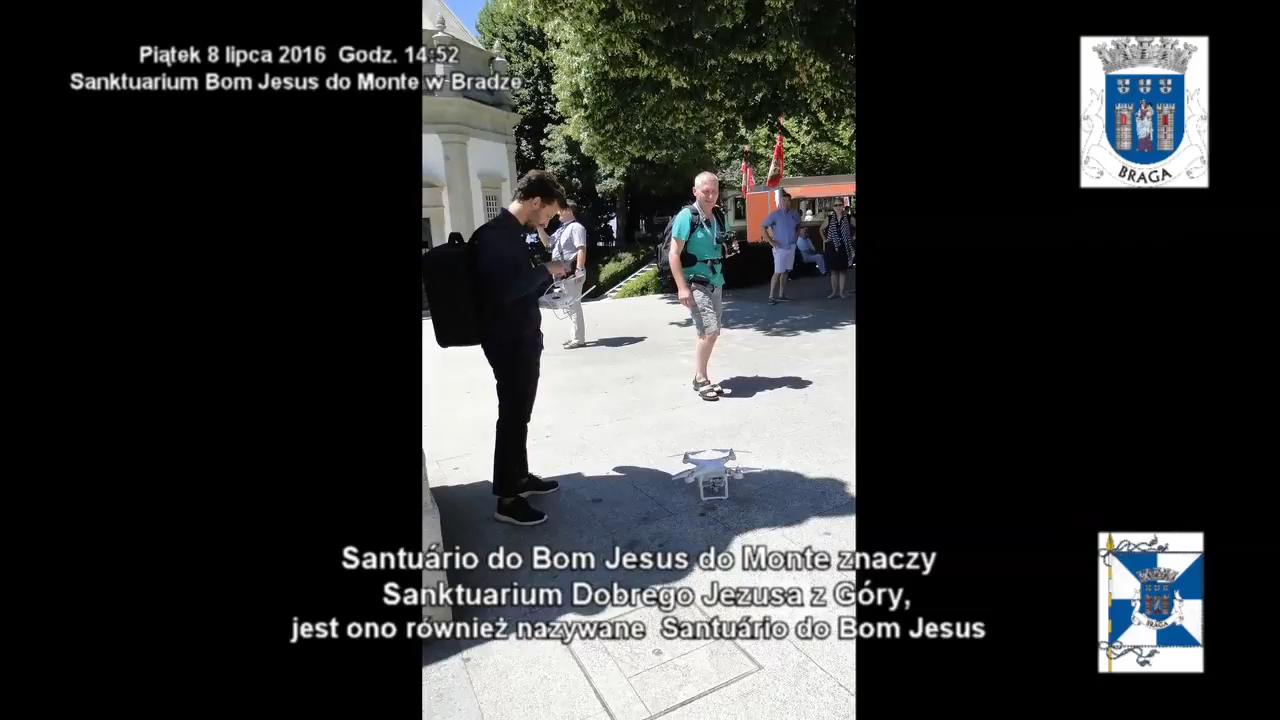 Piątek 8 lipca 2016 Godz. 14:52
Sanktuarium Bom Jesus do Monte w Bradze
BRAGA
Santuário do Bom Jesus do Monte znaczy
Sanktuarium Dobrego Jezusa z Góry,
jest ono również nazywane Santuário do Bom Jesus
BRAGA